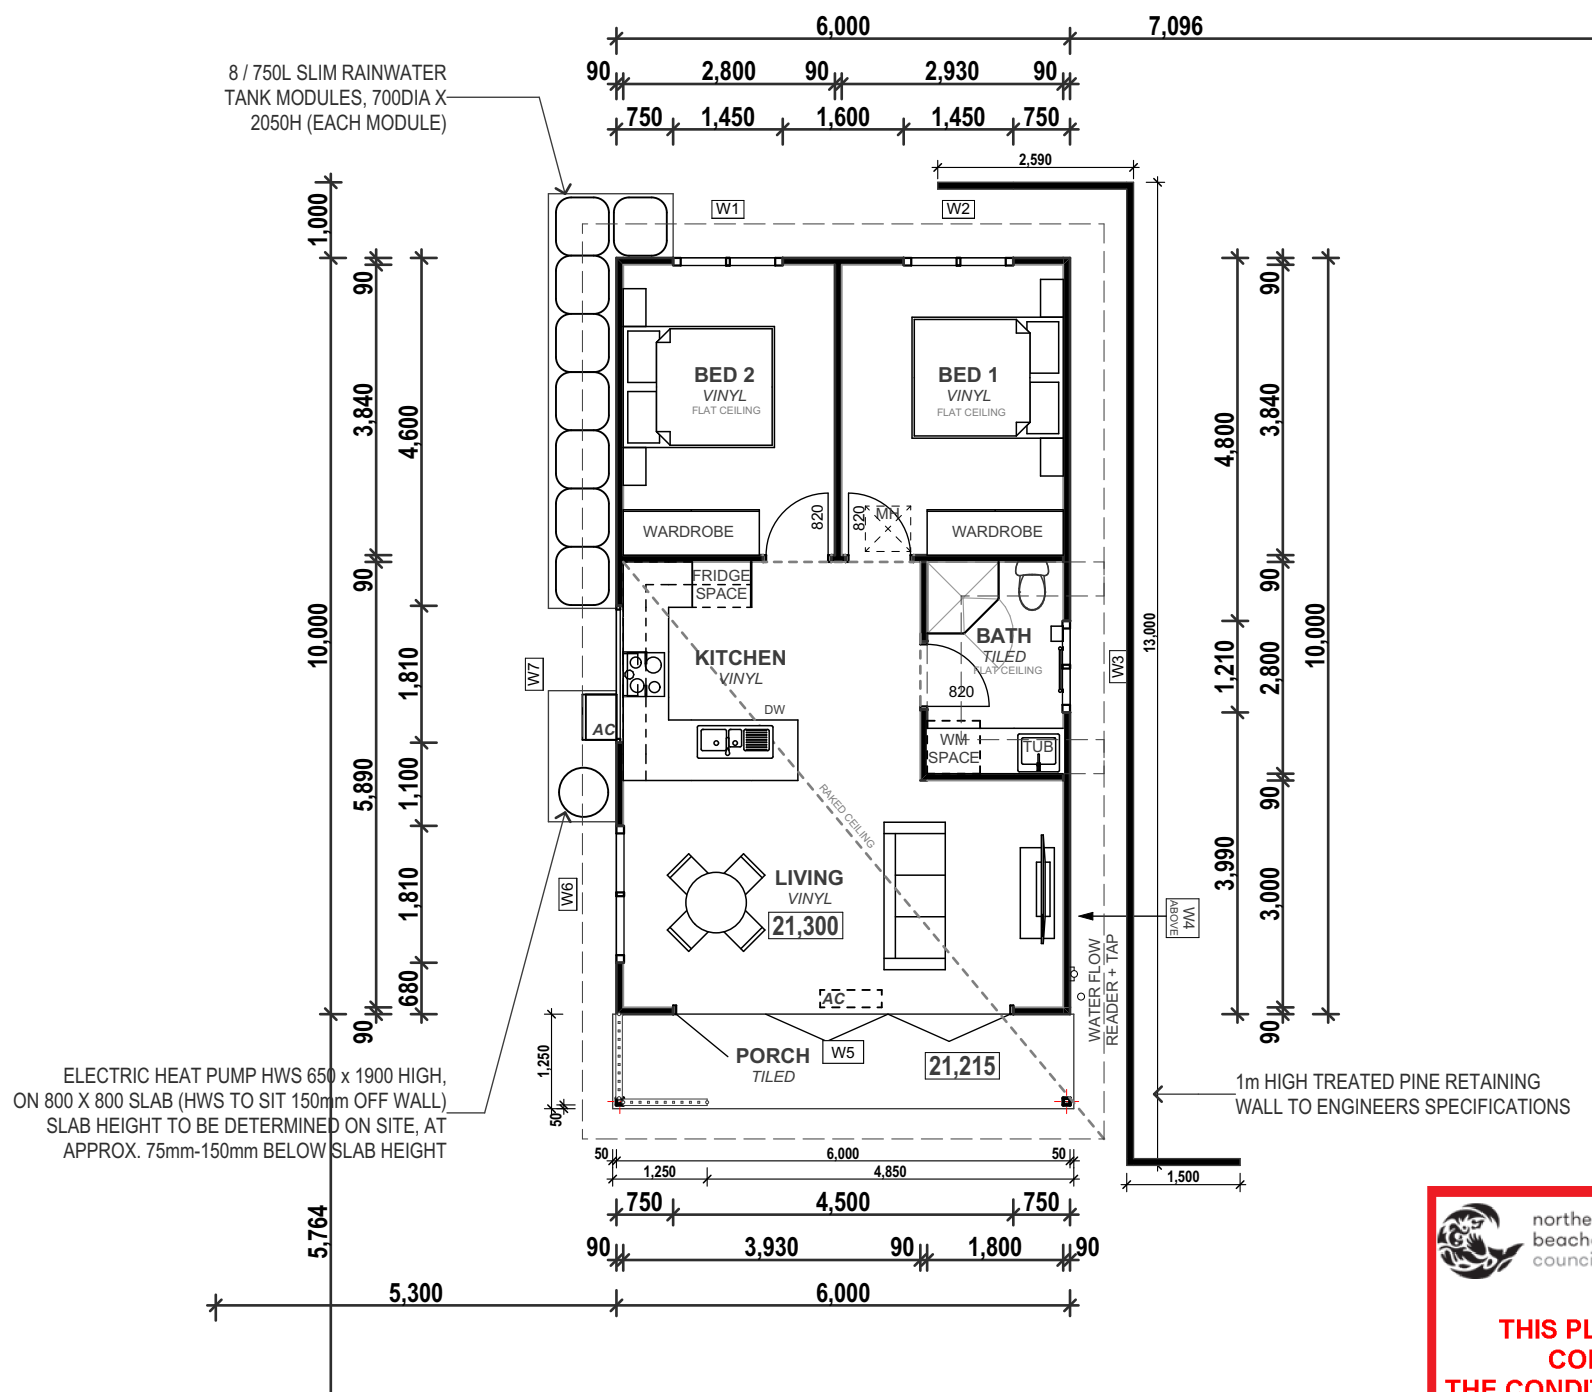 6,000
7,096
90
2,800
90
2,930
90
750
1,450
1,600
1,450
750
8 / 750L SLIM RAINWATER
TANK MODULES, 700DIA X
2050H (EACH MODULE)
2,590
W1
W2
1,000
10,000
5,764
90
3,840
90
5,890
90
4,600
1,810
1,100
1,810
680
BED 2
VINYL
FLAT CEILING
BED 1
VINYL
FLAT CEILING
WARDROBE
820
820
MH
WARDROBE
FRIDGE
SPACE
KITCHEN
VINYL
DW
BATH
TILED
FLAT CEILING
820
WM
SPACE
TUB
W7
AC
W6
W3
13,000
4,800
1,210
3,990
90
3,840
90
2,800
90
3,000
90
10,000
RAKED CEILING
LIVING
VINYL
21,300
AC
W4
ABOVE
WATER FLOW
READER + TAP
PORCH
TILED
W5
21,215
1,250
50
ELECTRIC HEAT PUMP HWS 650 x 1900 HIGH,
ON 800 X 800 SLAB (HWS TO SIT 150mm OFF WALL)
SLAB HEIGHT TO BE DETERMINED ON SITE, AT
APPROX. 75mm-150mm BELOW SLAB HEIGHT
1m HIGH TREATED PINE RETAINING
WALL TO ENGINEERS SPECIFICATIONS
50
6,000
50
1,250
4,850
1,500
750
4,500
750
90
3,930
90
1,800
90
5,300
6,000
northe
beach
counci
THIS PL
CO
THE CONDIT